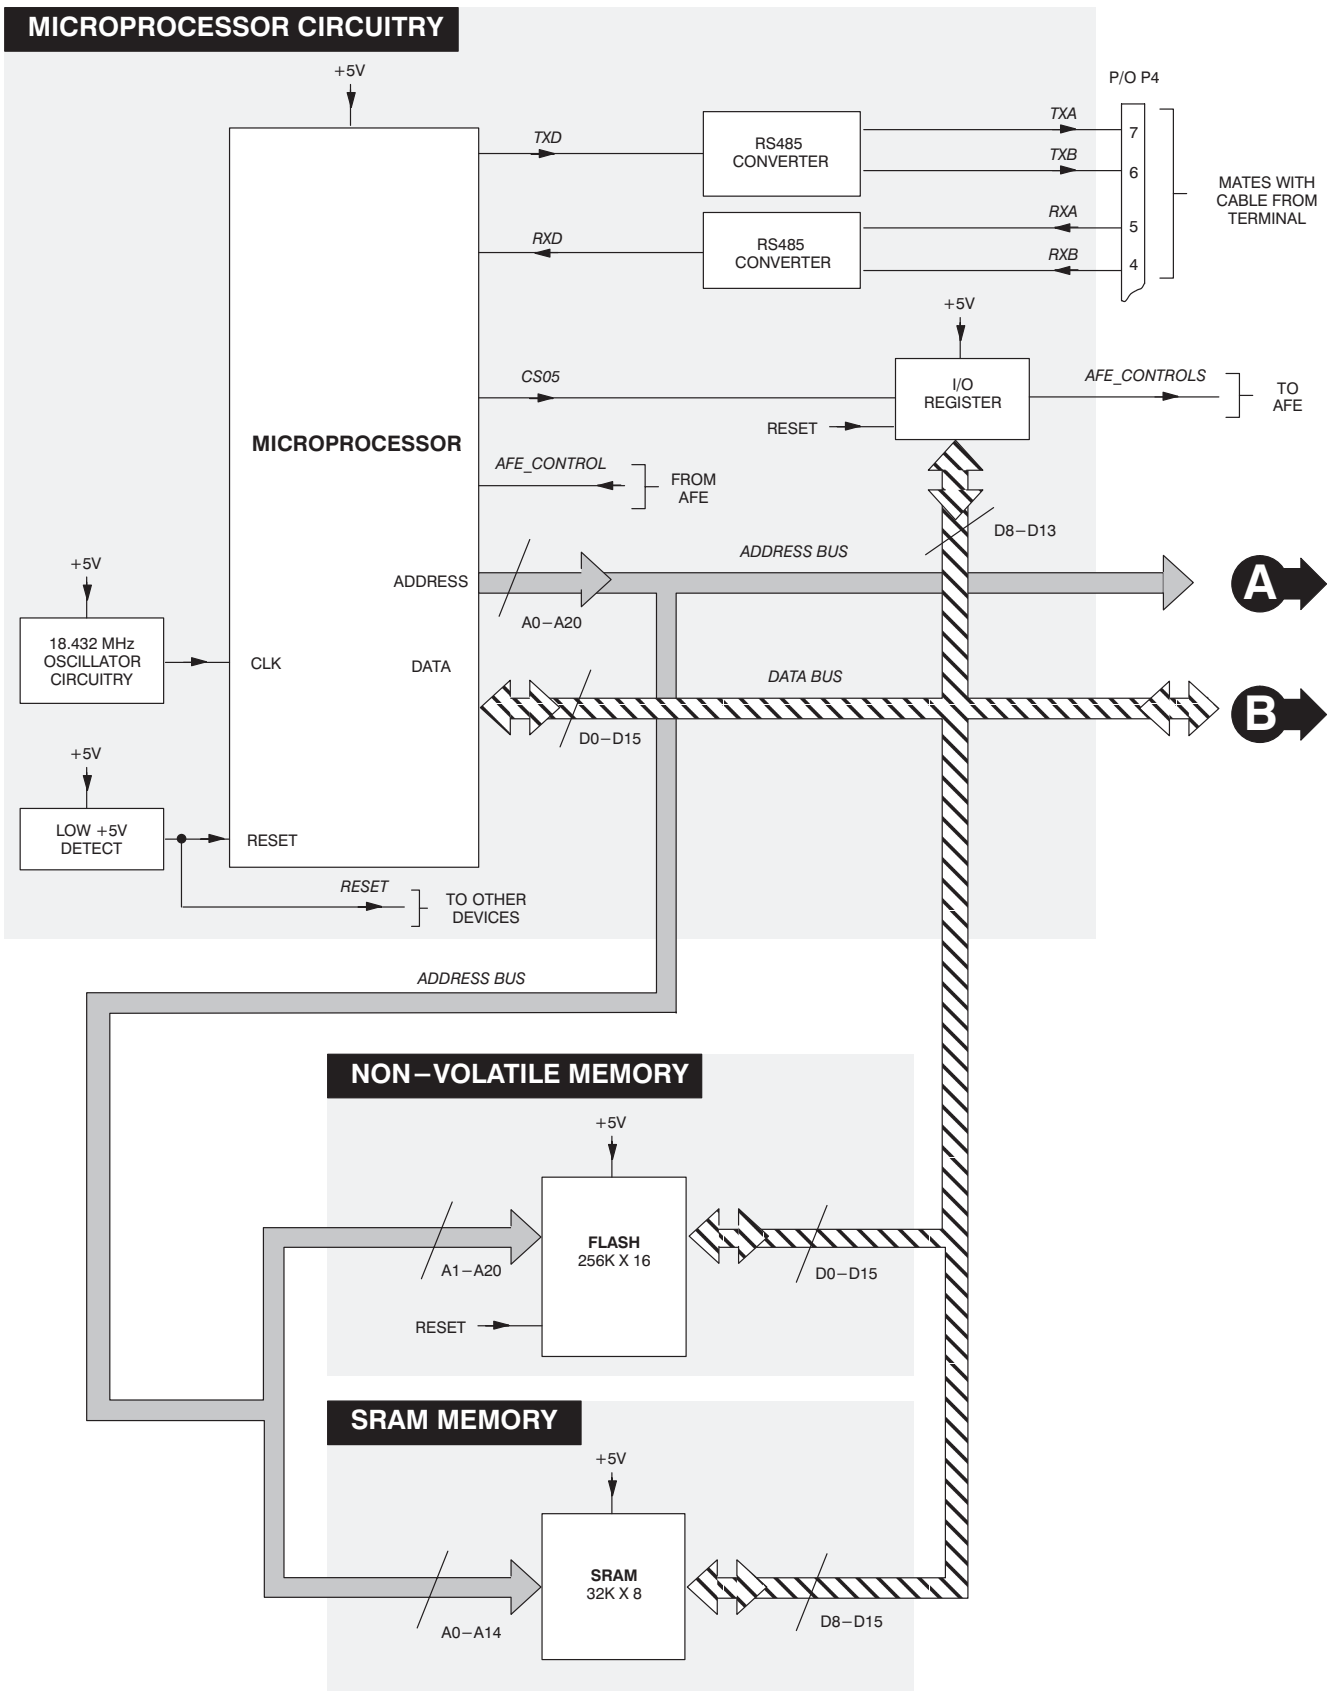 MICROPROCESSOR CIRCUITRY
+5V
P/O P4
TXD
RS485
CONVERTER
TXA
7
TXB
6
RXD
RS485
CONVERTER
RXA
5
RXB
4
MATES WITH
CABLE FROM
TERMINAL
+5V
CS05
I/O
REGISTER
RESET
AFE_CONTROLS
TO
AFE
MICROPROCESSOR
AFE_CONTROL
FROM
AFE
D8–D13
ADDRESS BUS
ADDRESS
A0–A20
A
+5V
18.432 MHz
OSCILLATOR
CIRCUITRY
CLK
DATA
DATA BUS
D0–D15
B
+5V
LOW +5V
DETECT
RESET
RESET
TO OTHER
DEVICES
ADDRESS BUS
NON–VOLATILE MEMORY
+5V
FLASH
256K X 16
A1–A20
D0–D15
RESET
SRAM MEMORY
+5V
SRAM
32K X 8
A0–A14
D8–D15